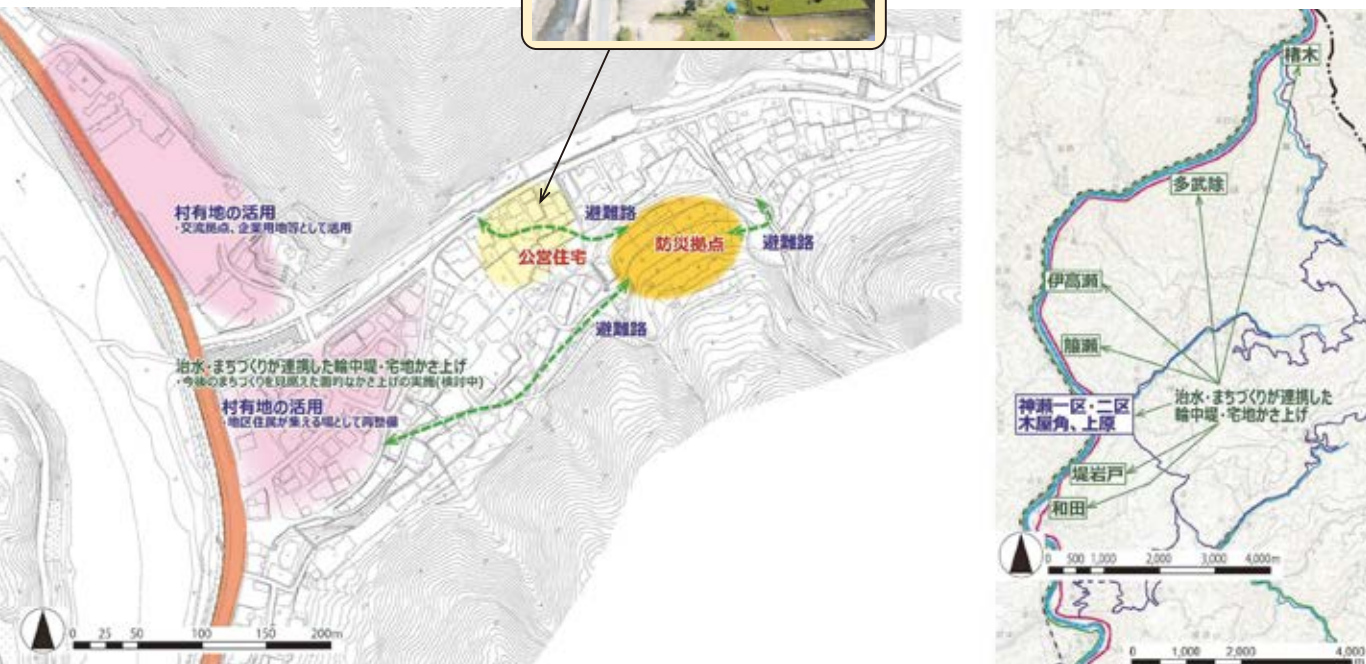 村有地の活用
・交流拠点、企業用地等として活用
避難路
公営住宅
防災拠点
避難路
避難路
治水・まちづくりが連携した輪中堤・宅地かさ上げ
・今後のまちづくりを見据えた面的なかさ上げの実施(検討中)
村有地の活用
・地区住民が集える場として再整備
0 25 50 100 150 200m
楮木
多武除
伊高瀬
簎瀬
神瀬一区・二区
木屋角、上原
治水・まちづくりが連携した
輪中堤・宅地かさ上げ
堤岩戸
和田
0 500 1,000 2,000 3,000 4,000m
0 1,000 2,000 4,000